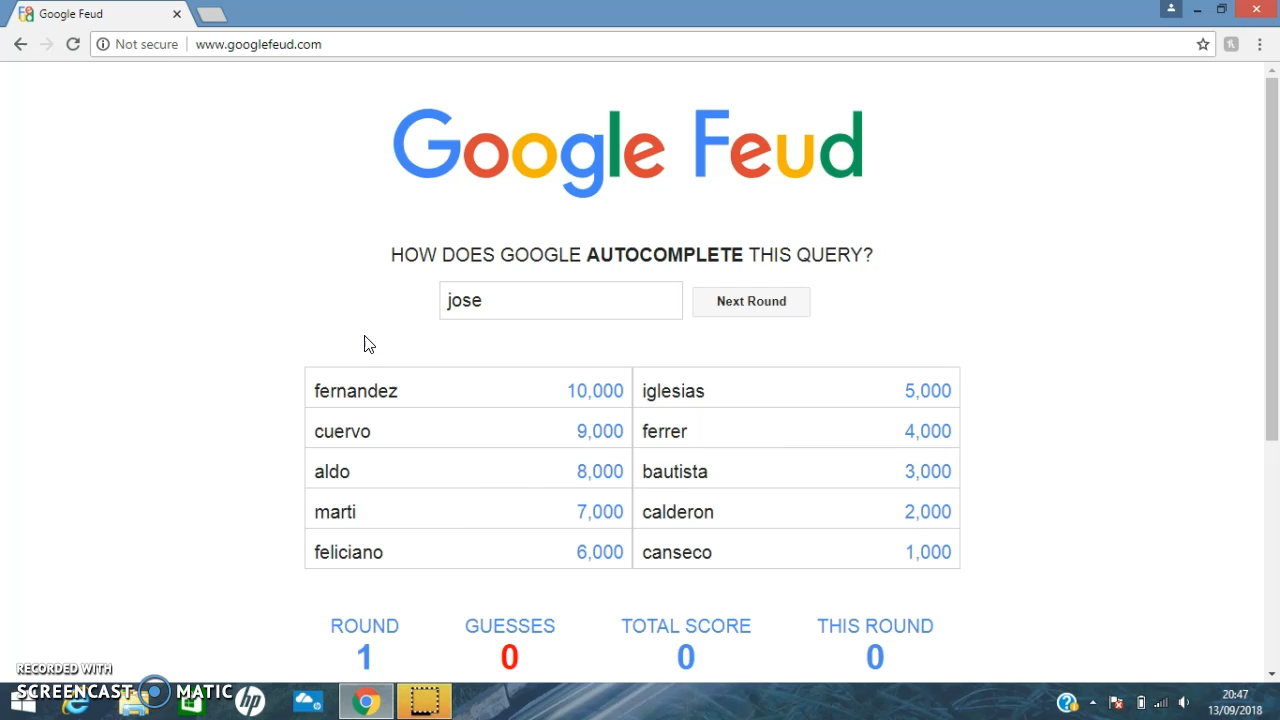 Google Feud
Not secure www.googlefeud.com
Google Feud
HOW DOES GOOGLE AUTOCOMPLETE THIS QUERY?
jose Next Round
fernandez 10,000 iglesias 5,000
cuervo 9,000 ferrer 4,000
aldo 8,000 bautista 3,000
marti 7,000 calderon 2,000
feliciano 6,000 canseco 1,000
ROUND GUESSES TOTAL SCORE THIS ROUND
1 0 0 0
RECORDED WITH
SCREENCAST MATIC
hp
20:47
13/09/2018